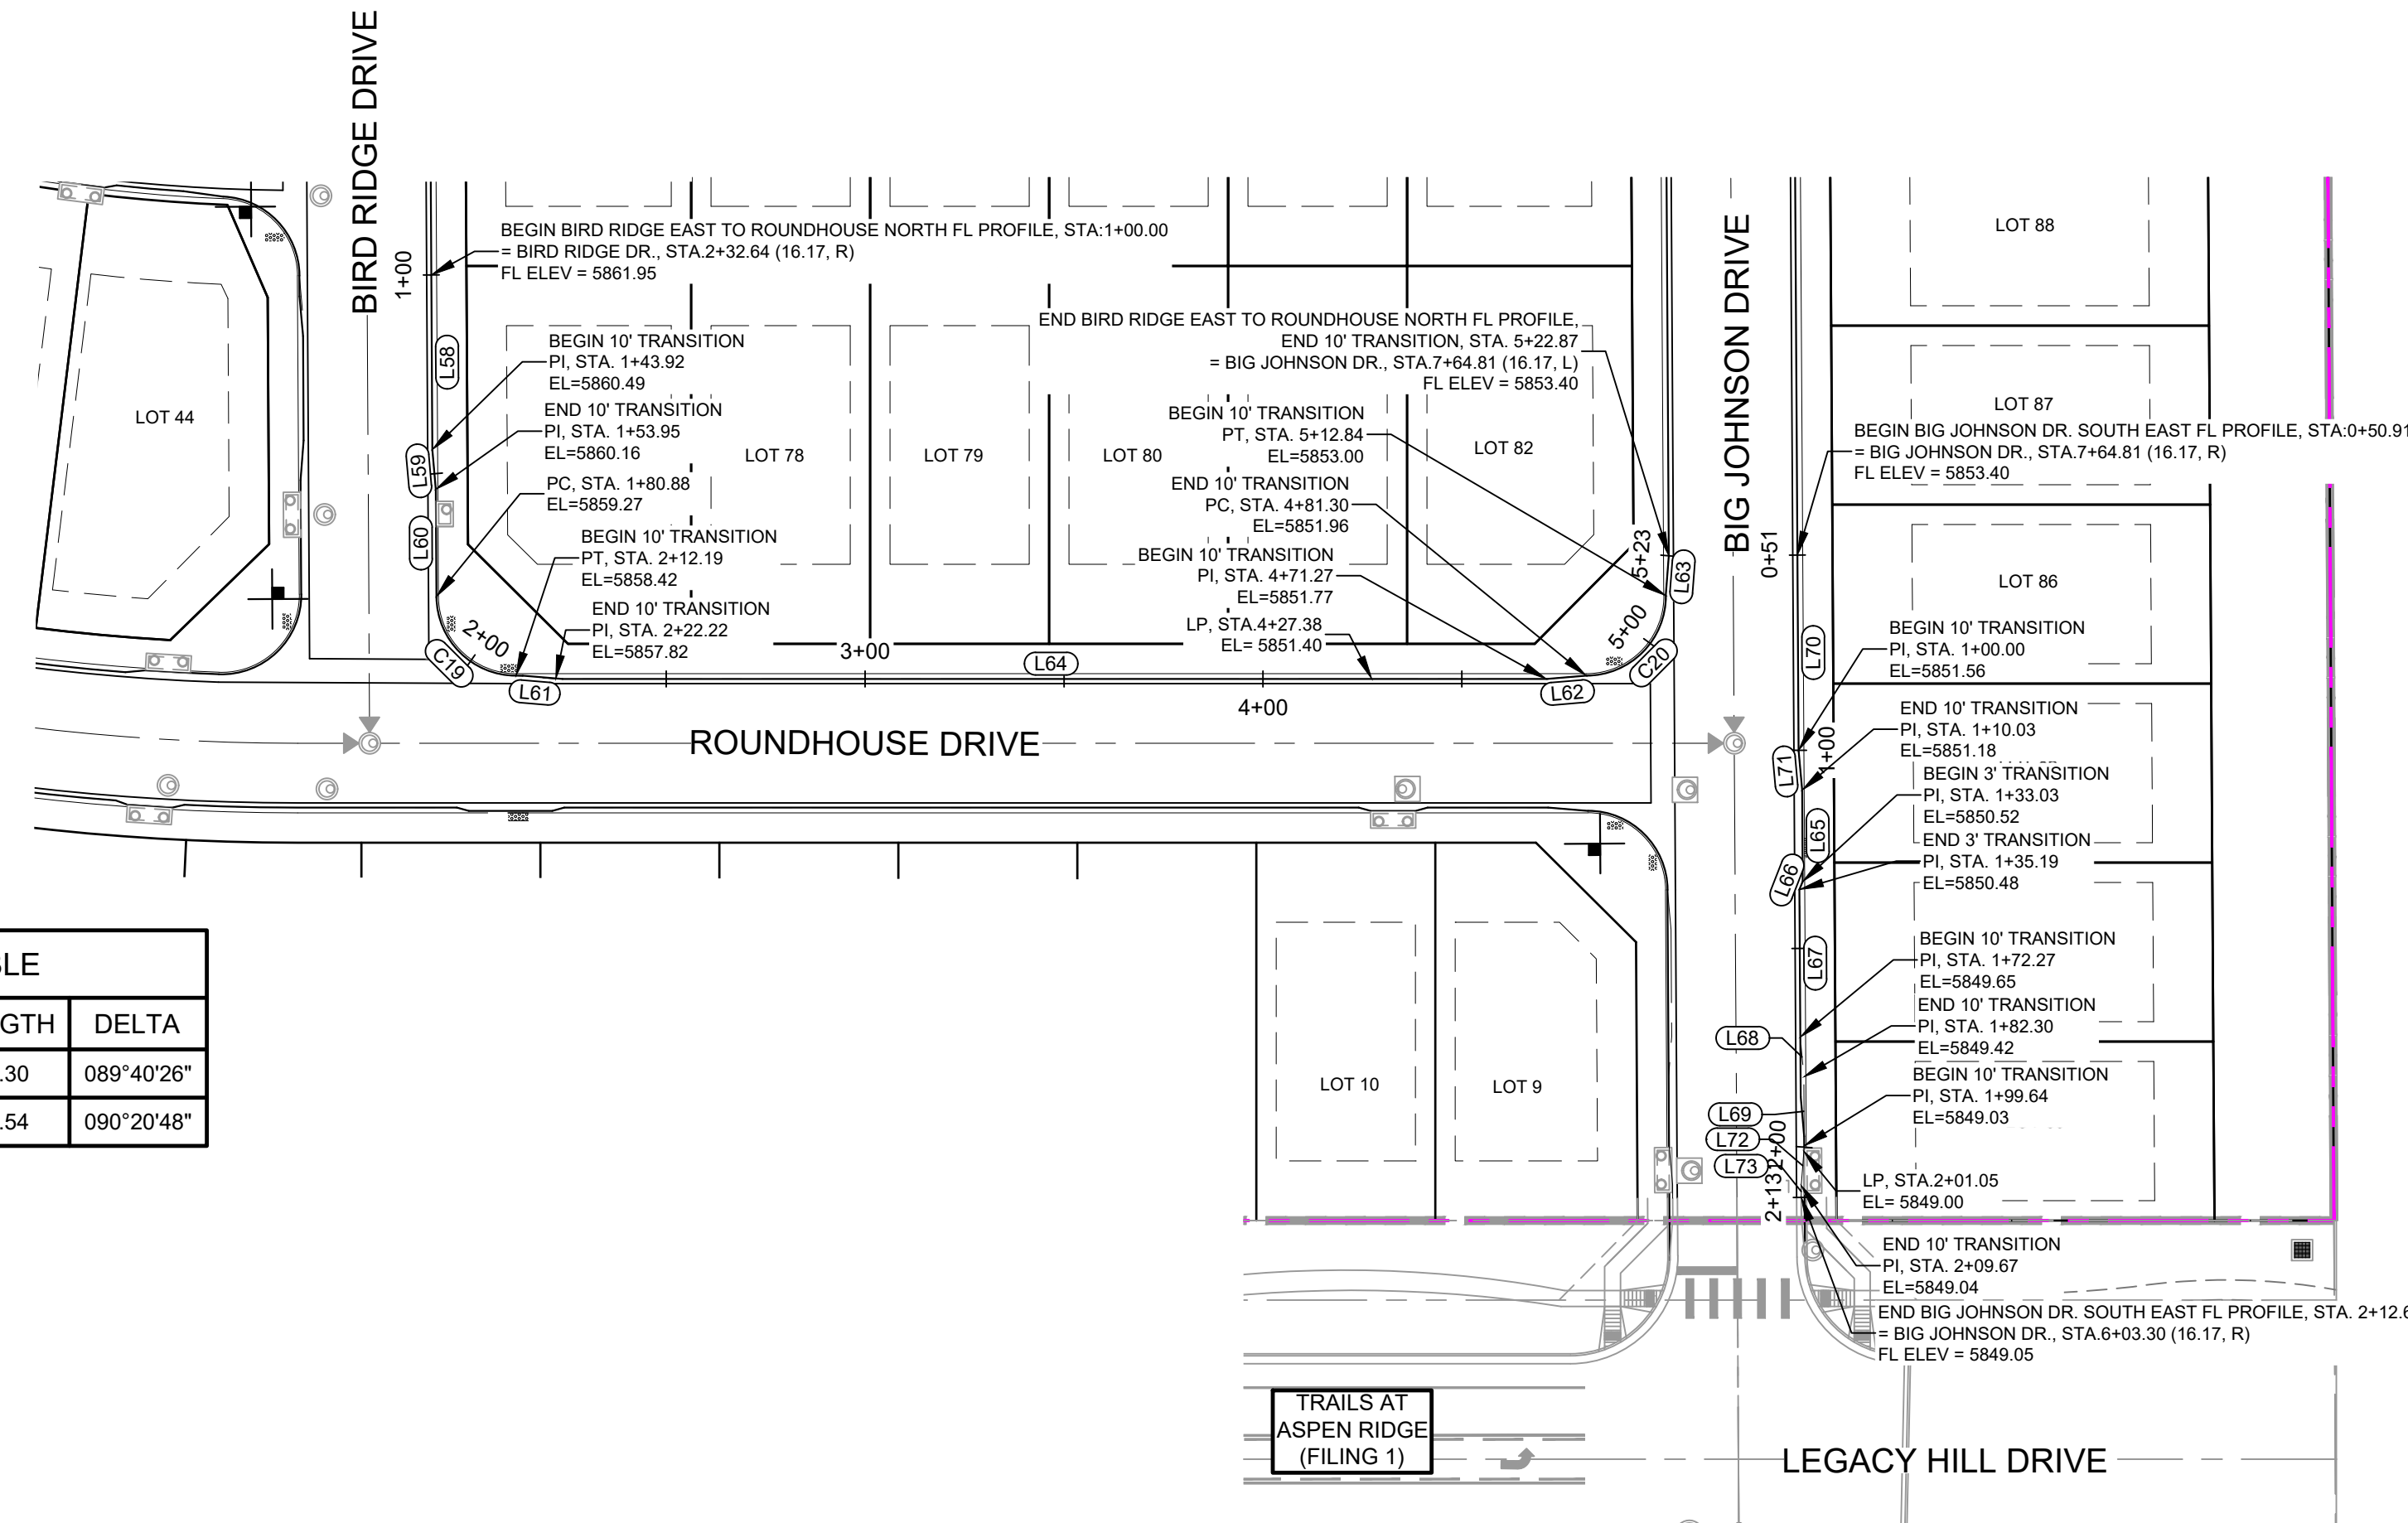 BIRD RIDGE DRIVE
1+00
BEGIN BIRD RIDGE EAST TO ROUNDHOUSE NORTH FL PROFILE, STA:1+00.00
= BIRD RIDGE DR., STA.2+32.64 (16.17, R)
FL ELEV = 5861.95
L58
BEGIN 10' TRANSITION
PI, STA. 1+43.92
EL=5860.49
END 10' TRANSITION
PI, STA. 1+53.95
EL=5860.16
L59
PC, STA. 1+80.88
EL=5859.27
L60
BEGIN 10' TRANSITION
PT, STA. 2+12.19
EL=5858.42
END 10' TRANSITION
PI, STA. 2+22.22
EL=5857.82
2+00
C19
L61
LOT 44
LOT 78
LOT 79
LOT 80
LOT 82
END BIRD RIDGE EAST TO ROUNDHOUSE NORTH FL PROFILE,
END 10' TRANSITION, STA. 5+22.87
= BIG JOHNSON DR., STA.7+64.81 (16.17, L)
FL ELEV = 5853.40
BEGIN 10' TRANSITION
PT, STA. 5+12.84
EL=5853.00
END 10' TRANSITION
PC, STA. 4+81.30
EL=5851.96
BEGIN 10' TRANSITION
PI, STA. 4+71.27
EL=5851.77
LP, STA.4+27.38
EL= 5851.40
3+00
L64
4+00
L62
C20
5+00
5+23
L63
ROUNDHOUSE DRIVE
BIG JOHNSON DRIVE
0+51
LOT 88
LOT 87
BEGIN BIG JOHNSON DR. SOUTH EAST FL PROFILE, STA:0+50.91
= BIG JOHNSON DR., STA.7+64.81 (16.17, R)
FL ELEV = 5853.40
LOT 86
L70
BEGIN 10' TRANSITION
PI, STA. 1+00.00
EL=5851.56
END 10' TRANSITION
PI, STA. 1+10.03
EL=5851.18
1+00
L71
BEGIN 3' TRANSITION
PI, STA. 1+33.03
EL=5850.52
L65
END 3' TRANSITION
PI, STA. 1+35.19
EL=5850.48
L66
BEGIN 10' TRANSITION
PI, STA. 1+72.27
EL=5849.65
L67
END 10' TRANSITION
PI, STA. 1+82.30
EL=5849.42
L68
BEGIN 10' TRANSITION
PI, STA. 1+99.64
EL=5849.03
L69
L72
L73
2+00
2+13
LP, STA.2+01.05
EL= 5849.00
END 10' TRANSITION
PI, STA. 2+09.67
EL=5849.04
END BIG JOHNSON DR. SOUTH EAST FL PROFILE, STA. 2+12.6
= BIG JOHNSON DR., STA.6+03.30 (16.17, R)
FL ELEV = 5849.05
LOT 10
LOT 9
BLE
GTH DELTA
.30 089°40'26"
.54 090°20'48"
TRAILS AT
ASPEN RIDGE
(FILING 1)
LEGACY HILL DRIVE